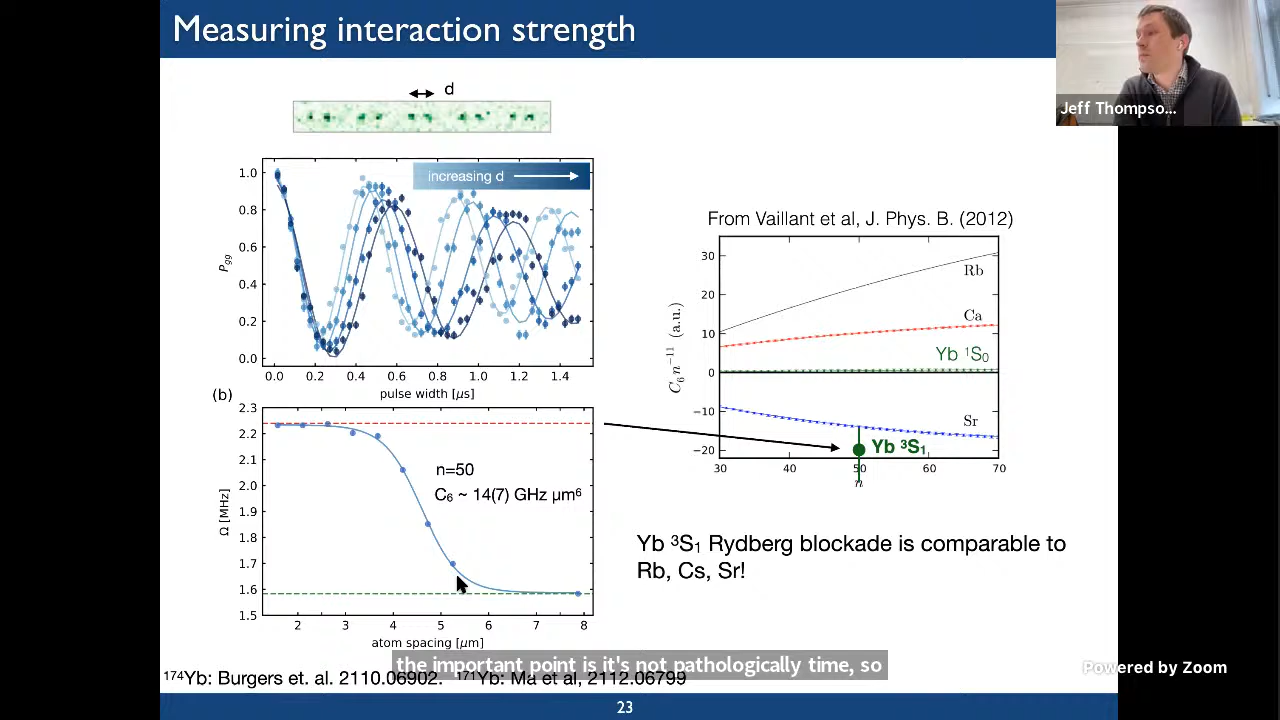 Measuring interaction strength
Jeff Thompso...
d
increasing d
1.0
0.8
0.6
0.4
0.2
0.0
Pgg
0.0 0.2 0.4 0.6 0.8 1.0 1.2 1.4
pulse width [μs]
(b)
2.3
2.2
2.1
2.0
1.9
1.8
1.7
1.6
1.5
Ω [MHz]
n=50
C₆ ~ 14(7) GHz μm⁶
2 3 4 5 6 7 8
atom spacing [μm]
From Vaillant et al, J. Phys. B. (2012)
30
20
10
0
−10
−20
C₆n⁻¹¹ (a.u.)
Rb
Ca
Yb ¹S₀
Sr
Yb ³S₁
30 40 50 60 70
n
Yb ³S₁ Rydberg blockade is comparable to
Rb, Cs, Sr!
the important point is it's not pathologically time, so
¹⁷⁴Yb: Burgers et. al. 2110.06902. ¹⁷¹Yb: Ma et al, 2112.06799
Powered by Zoom
23